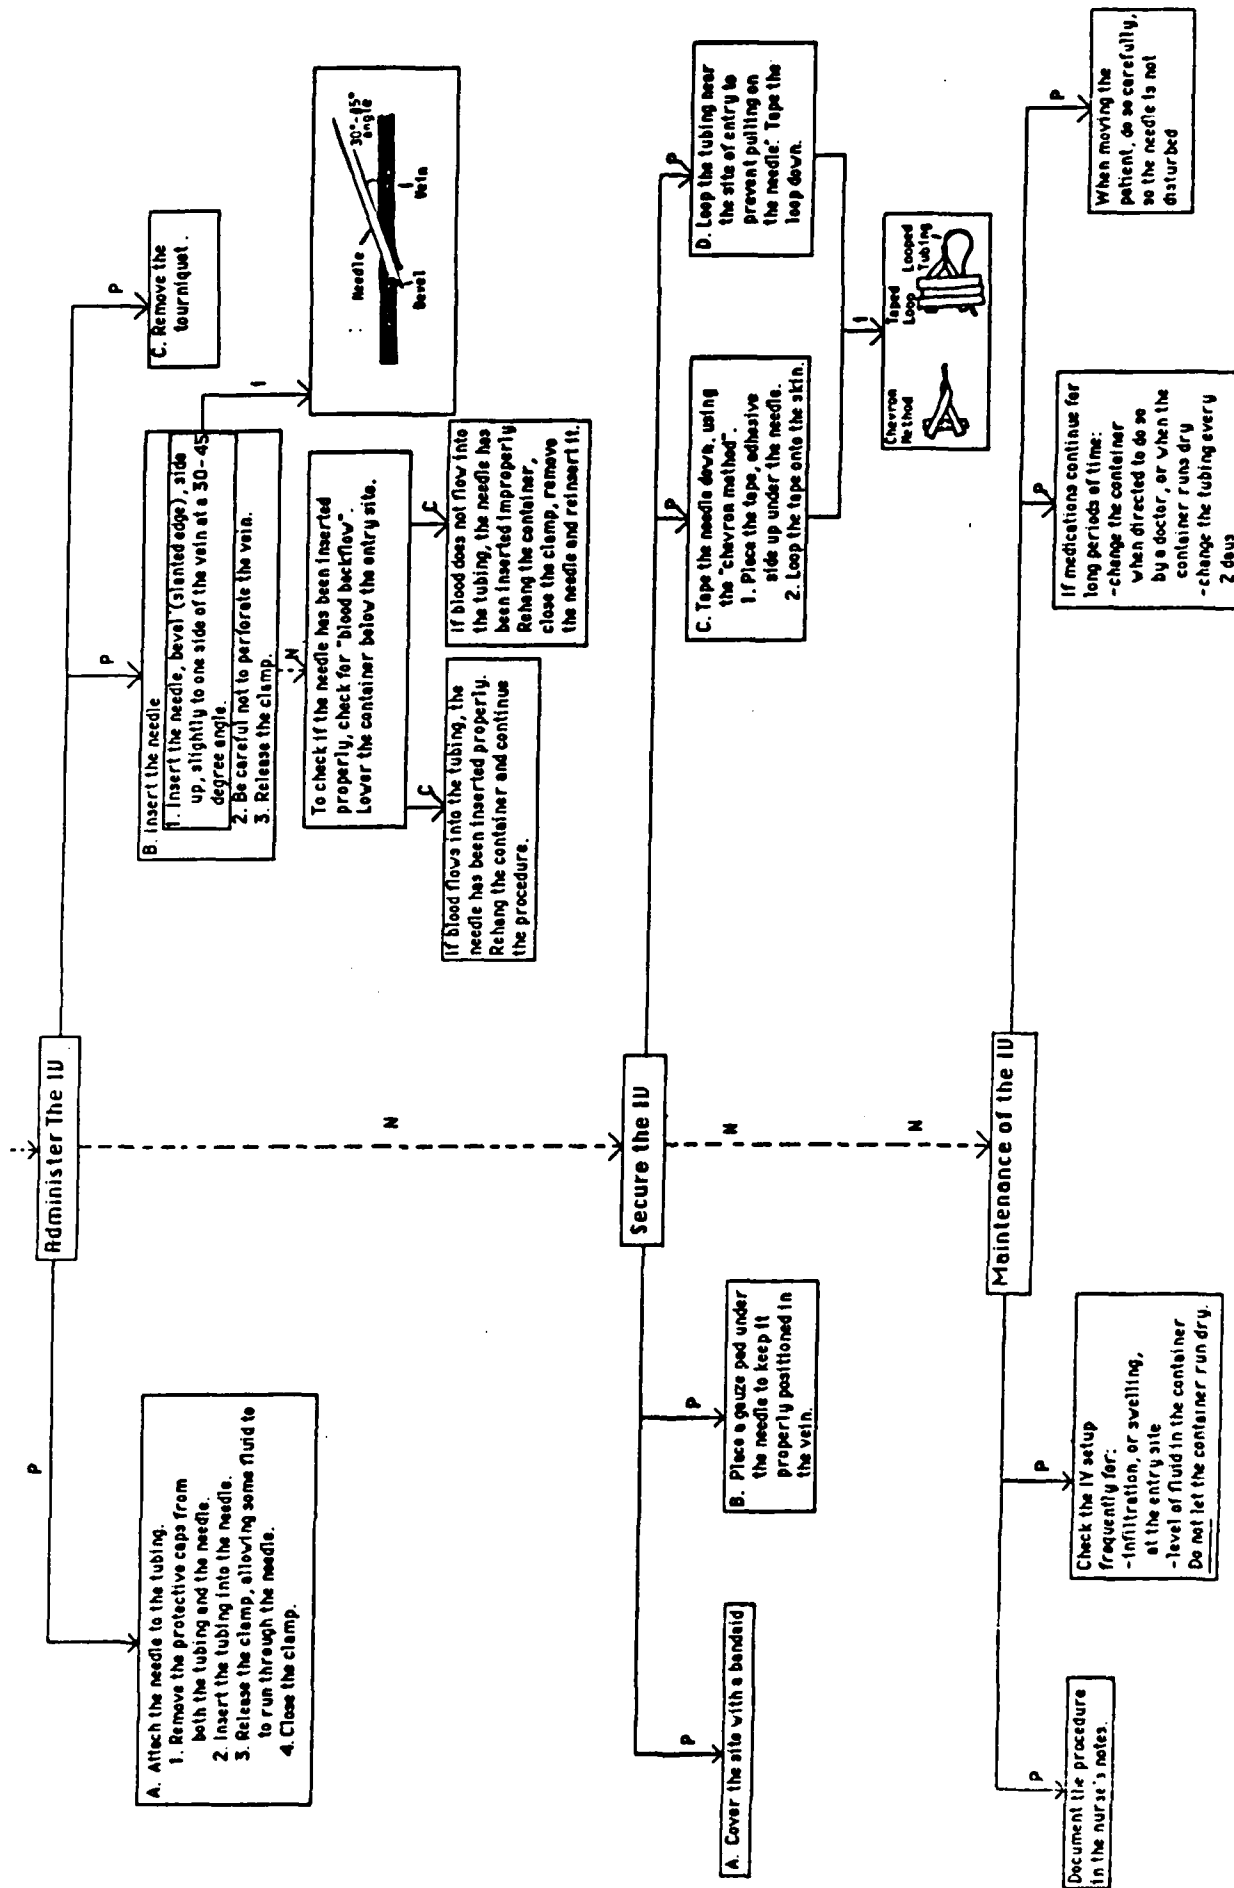 Administer The IV
P
P
P
A. Attach the needle to the tubing.
1. Remove the protective caps from
both the tubing and the needle.
2. Insert the tubing into the needle.
3. Release the clamp, allowing some fluid to
to run through the needle.
4. Close the clamp.
B. Insert the needle
1. Insert the needle, bevel (slanted edge), side
up, slightly to one side of the vein at a 30-45
degree angle.
2. Be careful not to perforate the vein.
3. Release the clamp.
C. Remove the
tourniquet.
I
N
Needle
30°-45°
angle
Bevel
Vein
To check if the needle has been inserted
properly, check for "blood backflow".
Lower the container below the entry site.
C
C
If blood flows into the tubing, the
needle has been inserted properly.
Rehang the container and continue
the procedure.
If blood does not flow into
the tubing, the needle has
been inserted improperly
Rehang the container,
close the clamp, remove
the needle and reinsert it.
N
Secure the IV
P
P
P
P
A. Cover the site with a bandaid
B. Place a gauze pad under
the needle to keep it
properly positioned in
the vein.
C. Tape the needle down, using
the "chevron method".
1. Place the tape, adhesive
side up under the needle.
2. Loop the tape onto the skin.
D. Loop the tubing near
the site of entry to
prevent pulling on
the needle." Tape the
loop down.
I
Chevron
Method
Taped
Loop
Looped
Tubing
N
N
Maintenance of the IV
P
P
P
P
Document the procedure
in the nurse's notes.
Check the IV setup
frequently for:
-infiltration, or swelling,
at the entry site
-level of fluid in the container
Do not let the container run dry.
If medications continue for
long periods of time:
-change the container
when directed to do so
by a doctor, or when the
container runs dry
-change the tubing every
2 days
When moving the
patient, do so carefully,
so the needle is not
disturbed